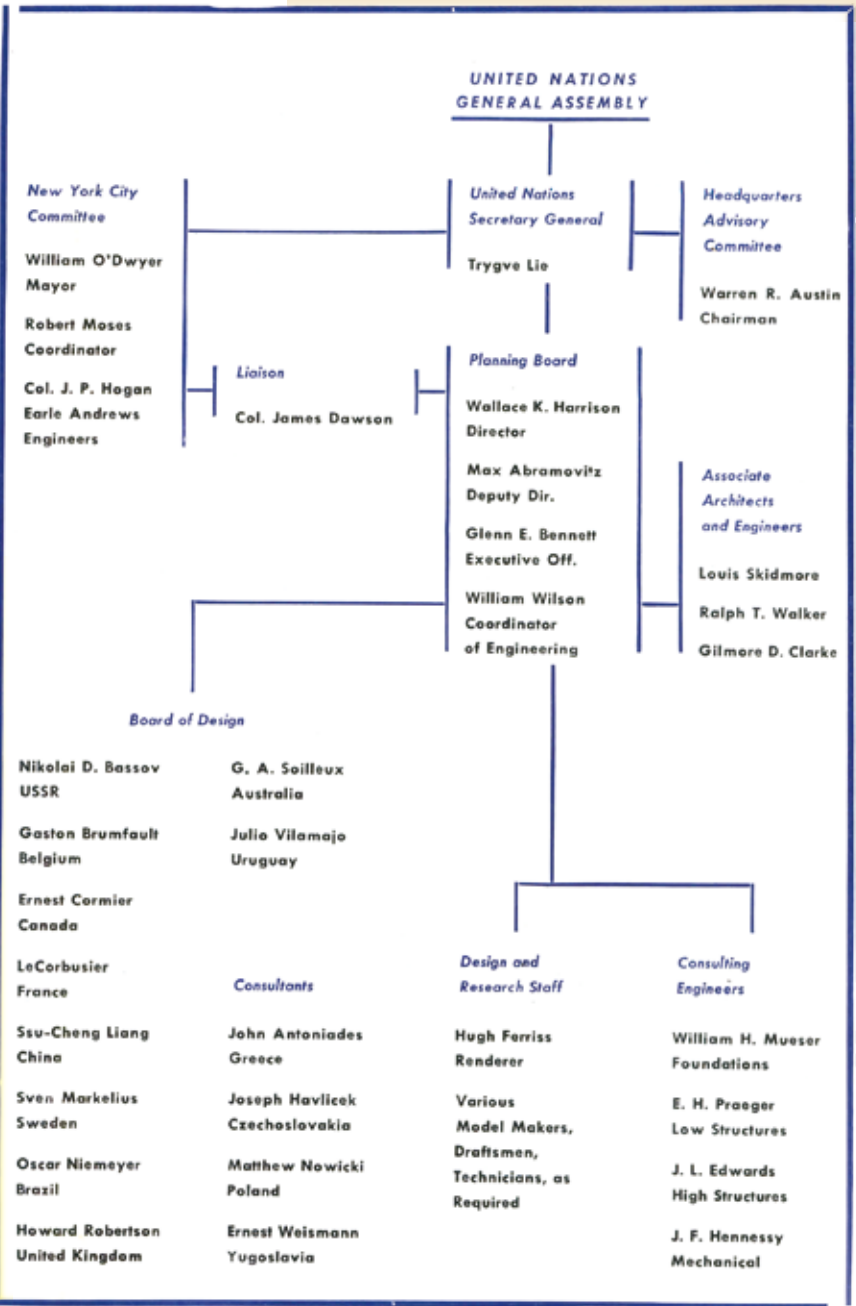 UNITED NATIONS
GENERAL ASSEMBLY
New York City
Committee
William O'Dwyer
Mayor
Robert Moses
Coordinator
Col. J. P. Hogan
Earle Andrews
Engineers
United Nations
Secretary General
Trygve Lie
Headquarters
Advisory
Committee
Warren R. Austin
Chairman
Liaison
Col. James Dawson
Planning Board
Wallace K. Harrison
Director
Max Abramovitz
Deputy Dir.
Glenn E. Bennett
Executive Off.
William Wilson
Coordinator
of Engineering
Associate
Architects
and Engineers
Louis Skidmore
Ralph T. Walker
Gilmore D. Clarke
Board of Design
Nikolai D. Bassov
USSR
Gaston Brumfault
Belgium
Ernest Cormier
Canada
LeCorbusier
France
Ssu-Cheng Liang
China
Sven Markelius
Sweden
Oscar Niemeyer
Brazil
Howard Robertson
United Kingdom
G. A. Soilleux
Australia
Julio Vilamajo
Uruguay
Consultants
John Antoniades
Greece
Joseph Havlicek
Czechoslovakia
Matthew Nowicki
Poland
Ernest Weismann
Yugoslavia
Design and
Research Staff
Hugh Ferriss
Renderer
Various
Model Makers,
Draftsmen,
Technicians, as
Required
Consulting
Engineers
William H. Mueser
Foundations
E. H. Praeger
Low Structures
J. L. Edwards
High Structures
J. F. Hennessy
Mechanical